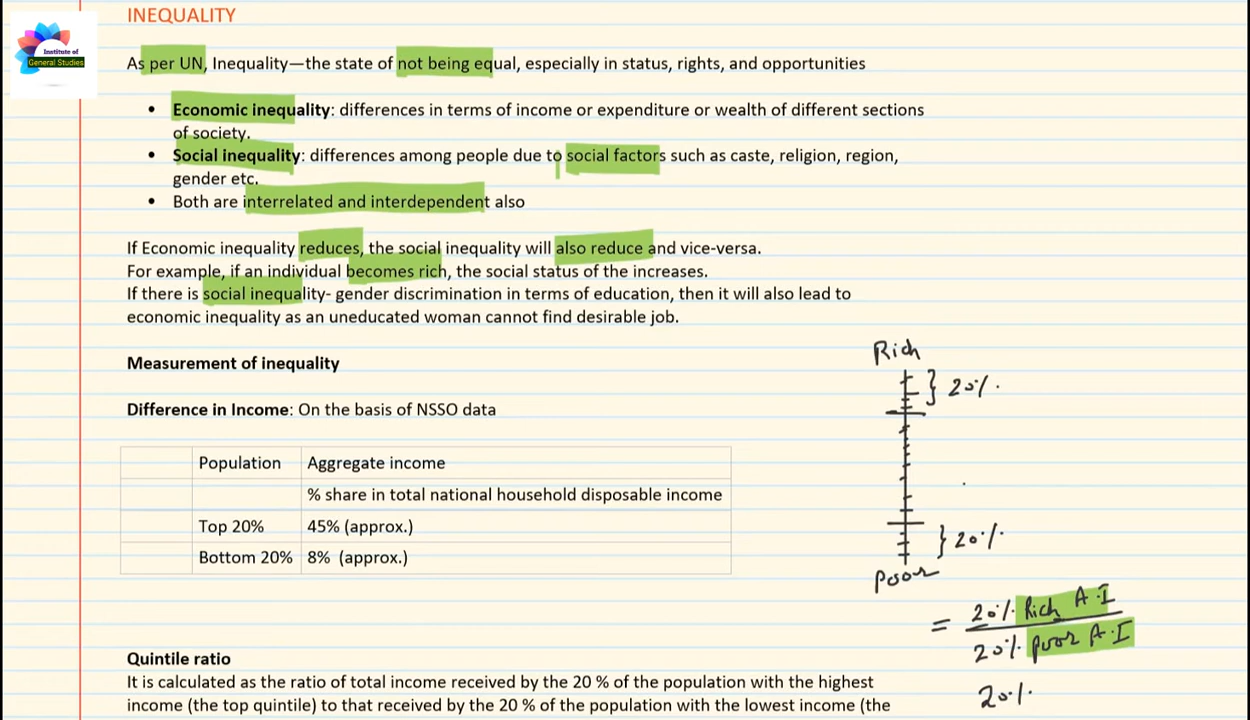 INEQUALITY
Institute of
General Studies
As per UN, Inequality—the state of not being equal, especially in status, rights, and opportunities
• Economic inequality: differences in terms of income or expenditure or wealth of different sections
of society.
• Social inequality: differences among people due to social factors such as caste, religion, region,
gender etc.
• Both are interrelated and interdependent also
If Economic inequality reduces, the social inequality will also reduce and vice-versa.
For example, if an individual becomes rich, the social status of the increases.
If there is social inequality- gender discrimination in terms of education, then it will also lead to
economic inequality as an uneducated woman cannot find desirable job.
Measurement of inequality
Rich
20%.
Difference in Income: On the basis of NSSO data
Population Aggregate income
% share in total national household disposable income
Top 20% 45% (approx.)
Bottom 20% 8% (approx.)
20%.
Poor
= 20% Rich A.I
20% poor A.I
Quintile ratio
It is calculated as the ratio of total income received by the 20 % of the population with the highest
20%.
income (the top quintile) to that received by the 20 % of the population with the lowest income (the